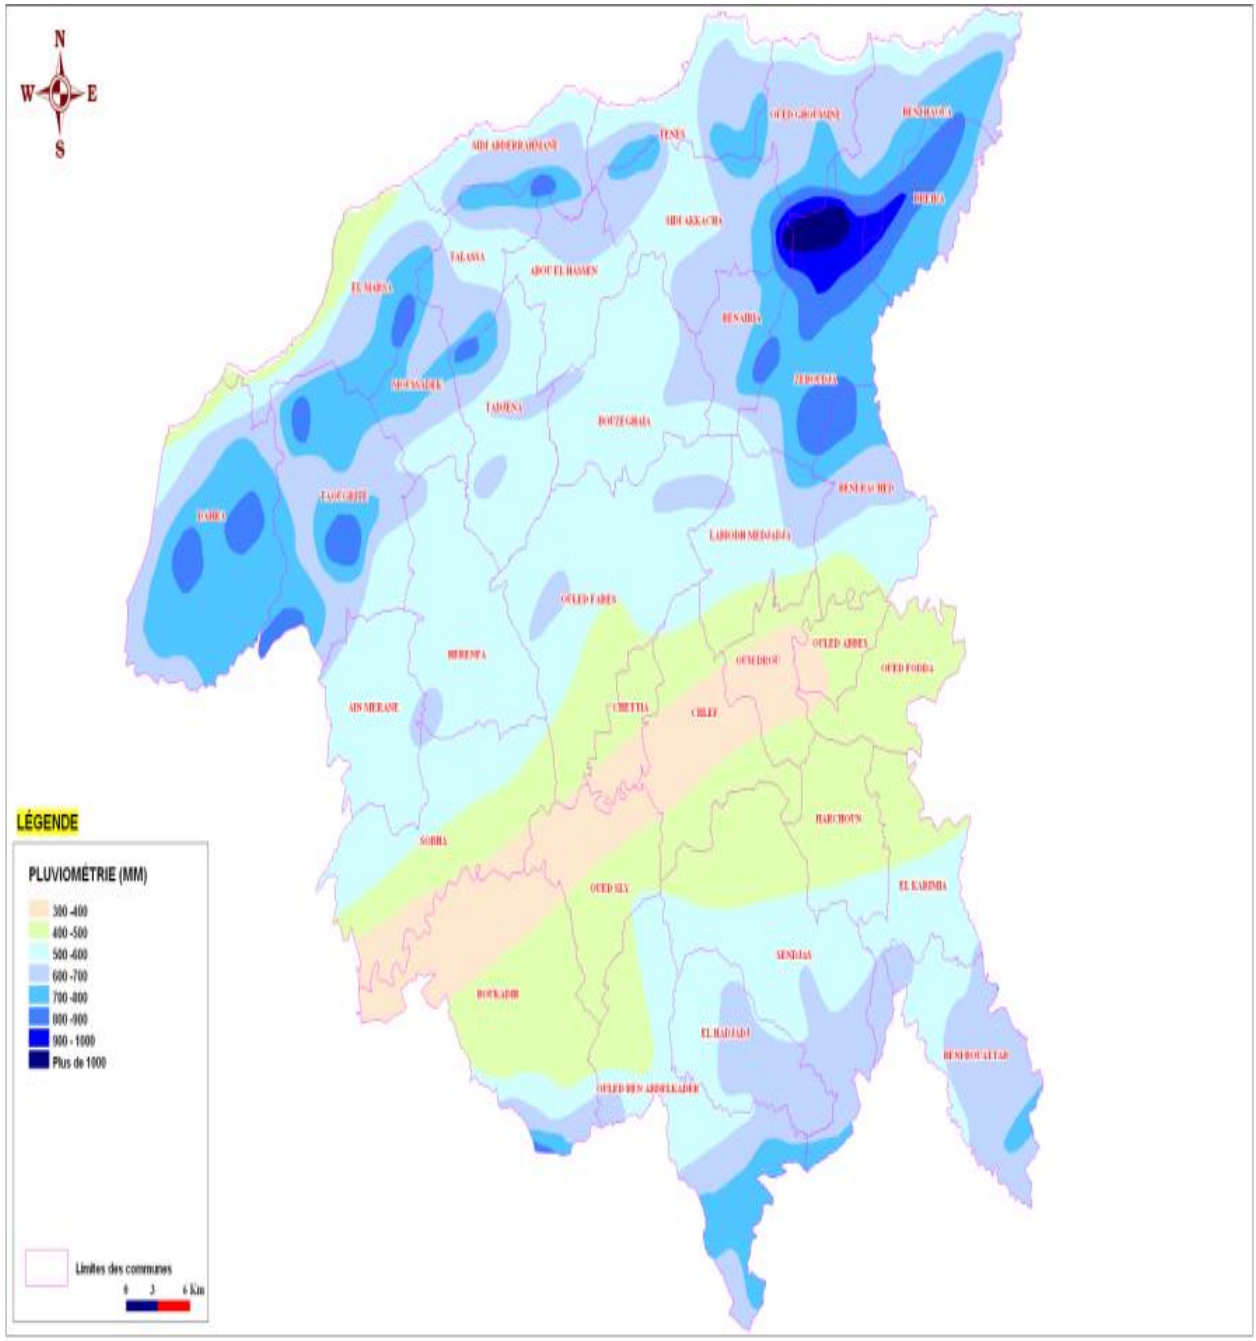 N
W E
S
OUED GHOUSSINE
BENI HAOUA
TENES
SIDI ABDERRAHMANE
BREIRA
SIDI AKKACHA
TALASSA
ABOU EL HASSEN
EL MARSA
BENAIRIA
ZEBOUDJA
MOUSSADEK
TADJENA
BOUZEGHAIA
BENI RACHED
TAOUGRITE
DAHRA
LABIODH MEDJADJA
OULED FARES
OULED ABBES
HERENFA
OUM DROU
OUED FODDA
AIN MERANE
CHETTIA
CHLEF
HARCHOUN
SOBHA
OUED SLY
EL KARIMIA
SENDJAS
BOUKADIR
EL HADJADJ
BENI BOUATTAB
OULED BEN ABDELKADER
LÉGENDE
PLUVIOMÉTRIE (MM)
300 -400
400 -500
500 -600
600 -700
700 -800
800 -900
900 - 1000
Plus de 1000
Limites des communes
0 3 6 Km